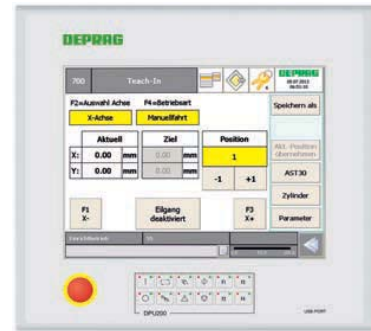 DEPRAG
700 Teach-In DEPRAG
F2=Auswahl Achse F4=Betriebsart Speichern als
X-Achse Manuellfahrt
Aktuell Ziel Position Akt. Position
übernehmen
X: 0.00 mm 0.00 mm 1
Y: 0.00 mm 0.00 mm -1 +1 AST30
Zylinder
F1 Eilgang F3 Parameter
X- deaktiviert X+
Einrichtbetrieb
DPU200 USB PORT